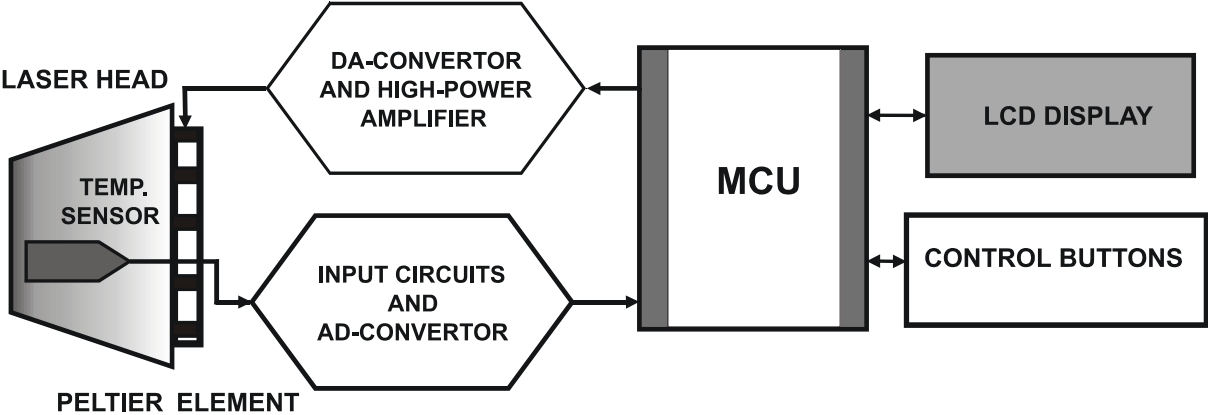 LASER HEAD
TEMP.
SENSOR
PELTIER ELEMENT
DA-CONVERTOR
AND HIGH-POWER
AMPLIFIER
INPUT CIRCUITS
AND
AD-CONVERTOR
MCU
LCD DISPLAY
CONTROL BUTTONS